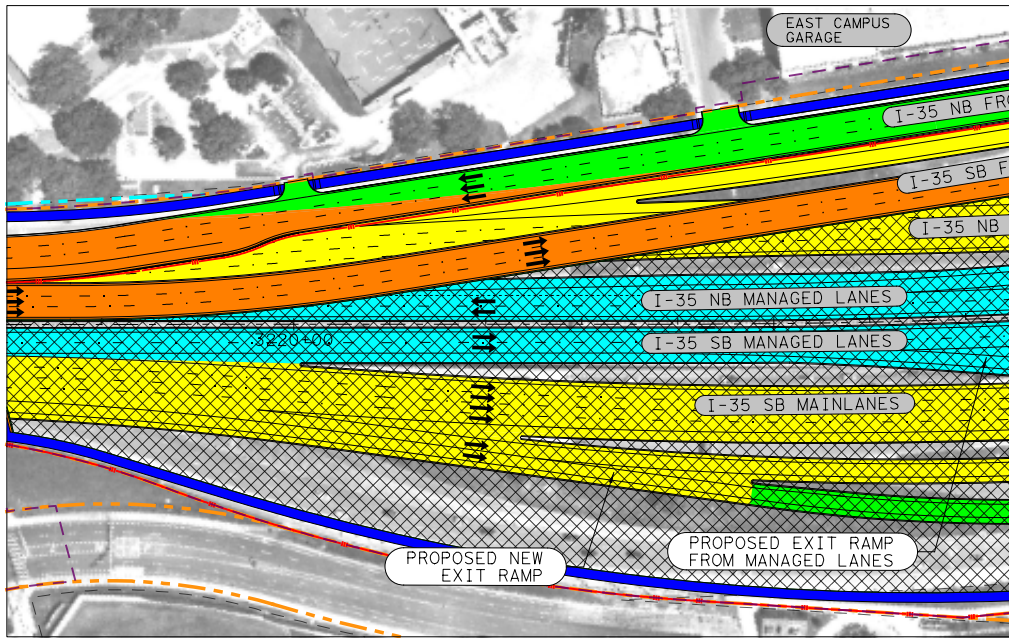 EAST CAMPUS
GARAGE
I-35 NB FRO
I-35 SB F
I-35 NB
I-35 NB MANAGED LANES
3220+00
I-35 SB MANAGED LANES
I-35 SB MAINLANES
PROPOSED NEW
EXIT RAMP
PROPOSED EXIT RAMP
FROM MANAGED LANES